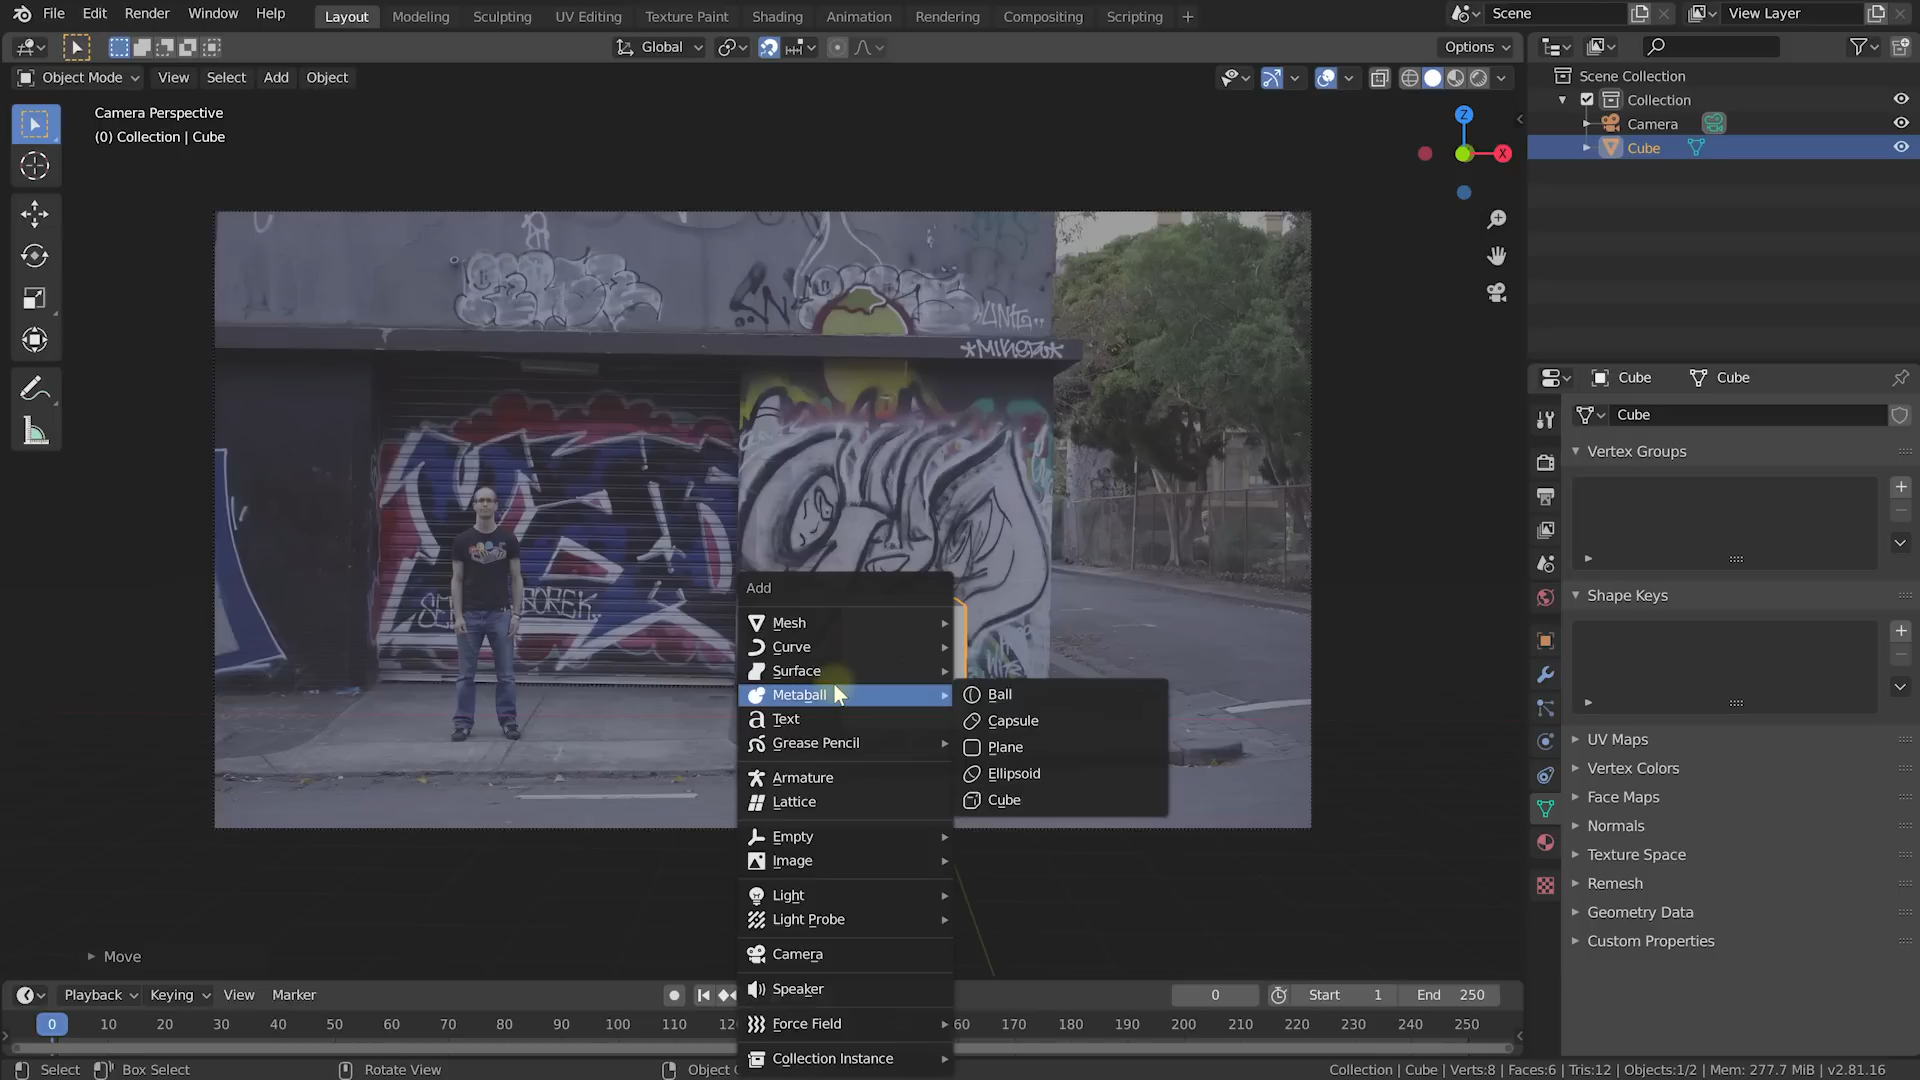 File Edit Render Window Help
Layout Modeling Sculpting UV Editing Texture Paint Shading Animation Rendering Compositing Scripting +
Scene
View Layer
Global
Options
Object Mode View Select Add Object
Camera Perspective
(0) Collection | Cube
Z
X
Scene Collection
Collection
Camera
Cube
Cube Cube
Cube
Vertex Groups
Shape Keys
UV Maps
Vertex Colors
Face Maps
Normals
Texture Space
Remesh
Geometry Data
Custom Properties
UNIG
*MIKEBO*
BOREK.
Add
Mesh
Curve
Surface
Metaball
Text
Grease Pencil
Armature
Lattice
Empty
Image
Light
Light Probe
Camera
Speaker
Force Field
Collection Instance
Ball
Capsule
Plane
Ellipsoid
Cube
Move
Playback Keying View Marker
0
Start 1
End 250
0 10 20 30 40 50 60 70 80 90 100 110 60 170 180 190 200 210 220 230 240 250
Select Box Select Rotate View Object
Collection | Cube | Verts:8 | Faces:6 | Tris:12 | Objects:1/2 | Mem: 277.7 MiB | v2.81.16